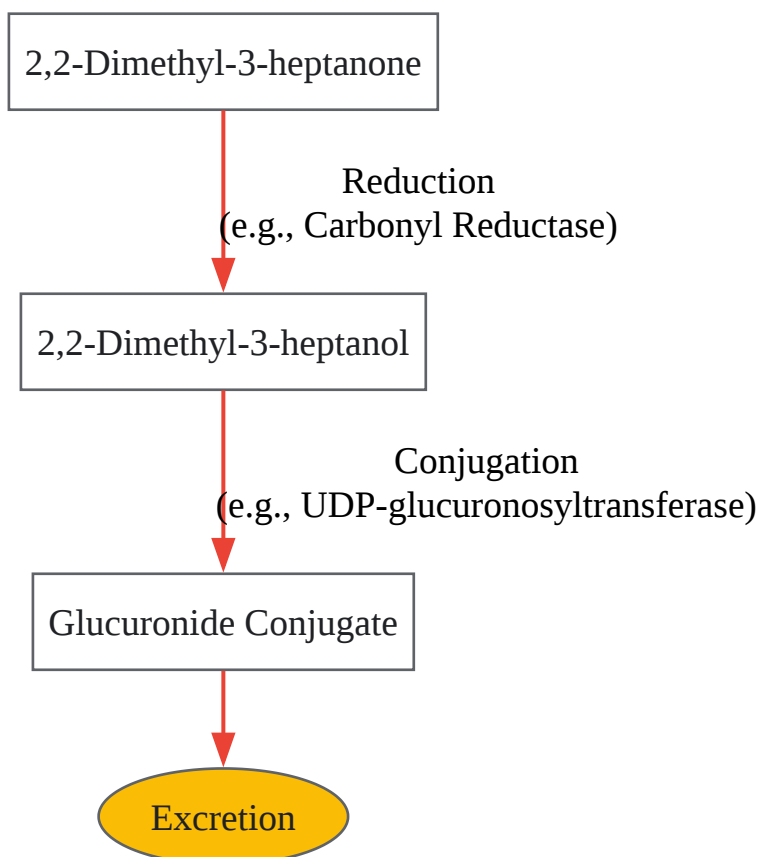 2,2-Dimethyl-3-heptanone
Reduction
(e.g., Carbonyl Reductase)
2,2-Dimethyl-3-heptanol
Conjugation
(e.g., UDP-glucuronosyltransferase)
Glucuronide Conjugate
Excretion